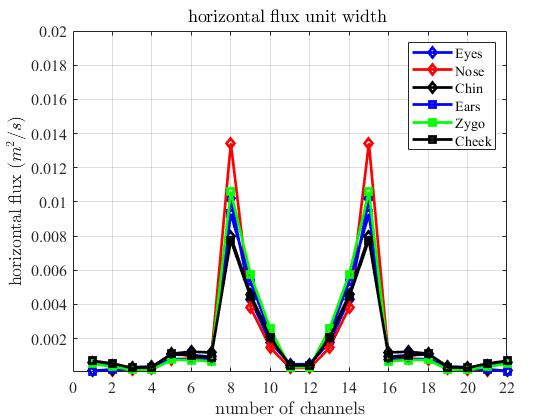 horizontal flux unit width
horizontal flux (m²/s)
0.02
0.018
0.016
0.014
0.012
0.01
0.008
0.006
0.004
0.002
Eyes
Nose
Chin
Ears
Zygo
Cheek
0 2 4 6 8 10 12 14 16 18 20 22
number of channels